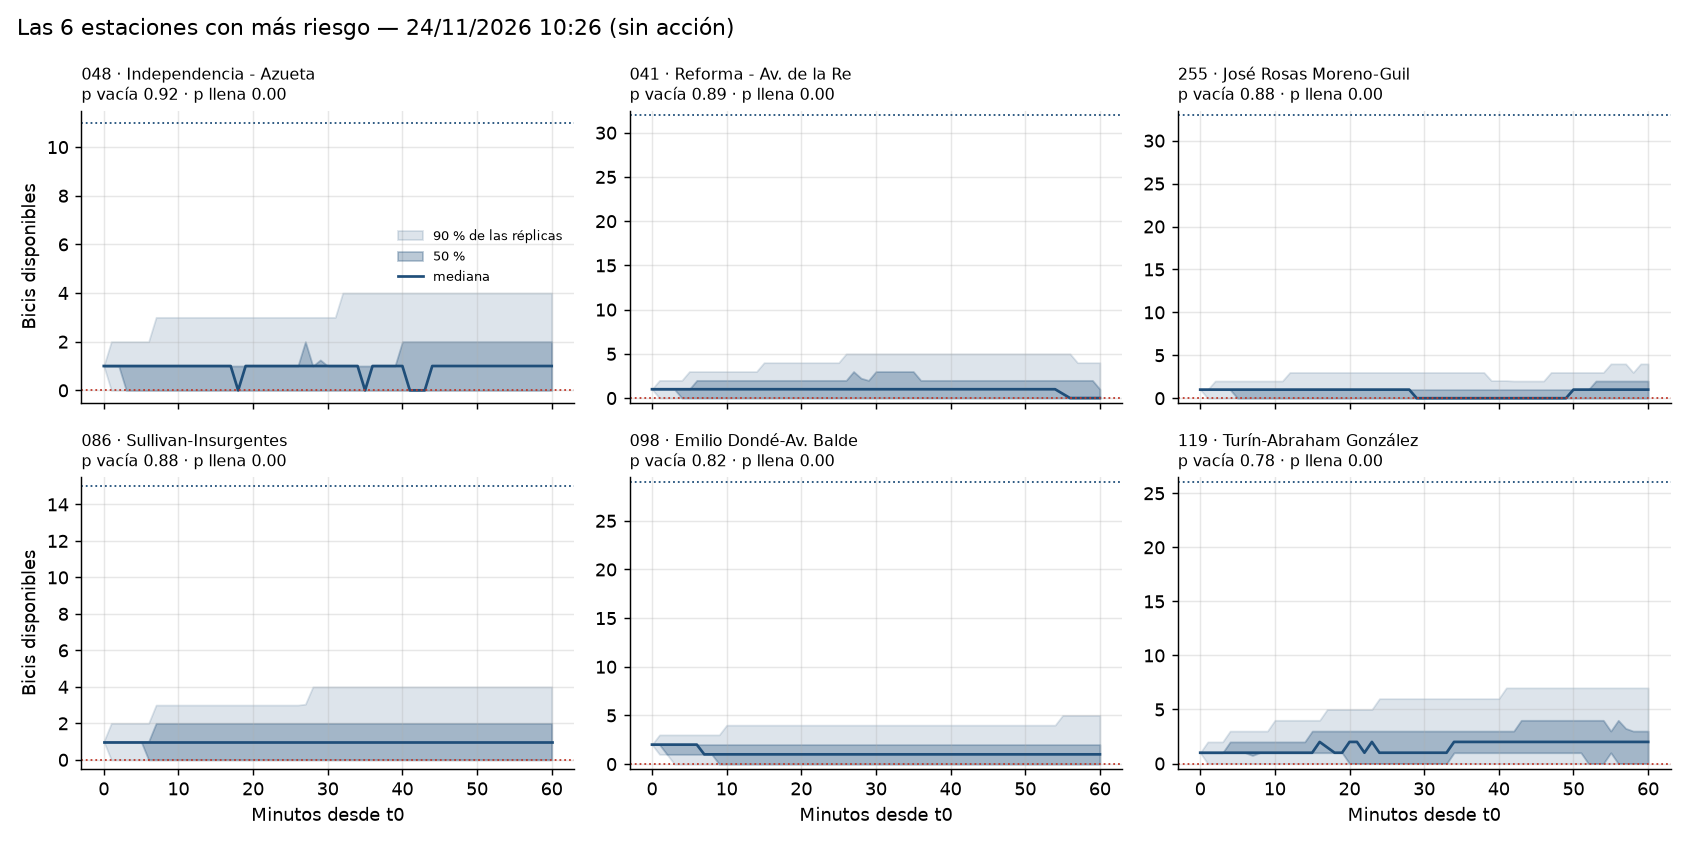 Las 6 estaciones con más riesgo — 24/11/2026 10:26 (sin acción)
048 · Independencia - Azueta
p vacía 0.92 · p llena 0.00
10
8
6
4
2
0
Bicis disponibles
90 % de las réplicas
50 %
mediana
041 · Reforma - Av. de la Re
p vacía 0.89 · p llena 0.00
30
25
20
15
10
5
0
255 · José Rosas Moreno-Guil
p vacía 0.88 · p llena 0.00
30
25
20
15
10
5
0
086 · Sullivan-Insurgentes
p vacía 0.88 · p llena 0.00
14
12
10
8
6
4
2
0
Bicis disponibles
0 10 20 30 40 50 60
Minutos desde t0
098 · Emilio Dondé-Av. Balde
p vacía 0.82 · p llena 0.00
25
20
15
10
5
0
0 10 20 30 40 50 60
Minutos desde t0
119 · Turín-Abraham González
p vacía 0.78 · p llena 0.00
25
20
15
10
5
0
0 10 20 30 40 50 60
Minutos desde t0